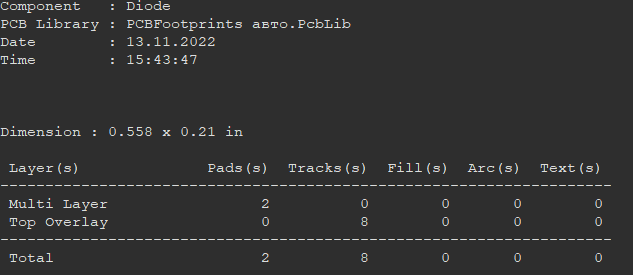 Component   : Diode
PCB Library : PCBFootprints авто.PcbLib
Date        : 13.11.2022
Time        : 15:43:47
Dimension : 0.558 x 0.21 in
Layer(s)              Pads(s)  Tracks(s)  Fill(s)  Arc(s)  Text(s)
--------------------------------------------------------------------
Multi Layer                 2          0        0       0        0
Top Overlay                 0          8        0       0        0
--------------------------------------------------------------------
Total                       2          8        0       0        0